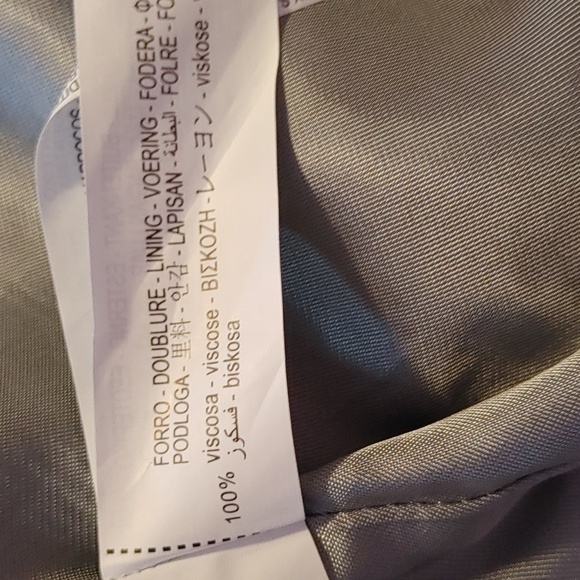 FORRO - DOUBLURE - LINING - VOERING - FODERA -
PODLOGA - 里料 - 안감 - LAPISAN - البطانة - FOLRE -
100% viscosa - viscose - ΒΙΣΚΟΖΗ - レーヨン - viskose -
فسكوز - biskosa